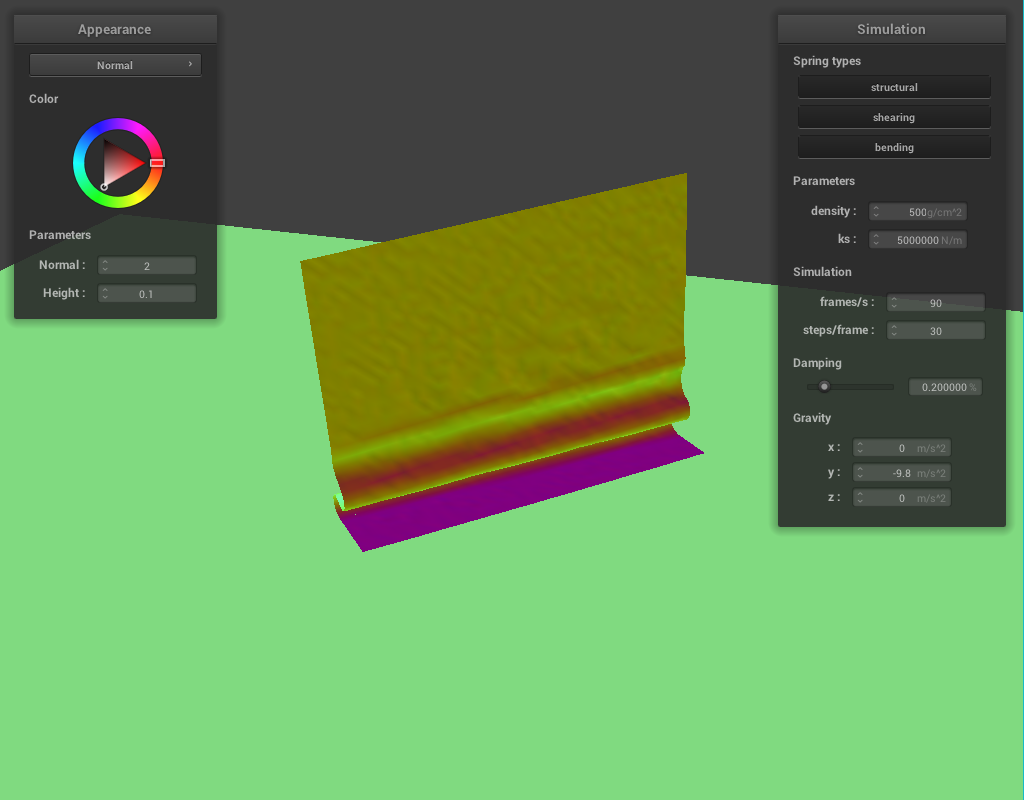 Appearance
Normal
Color
Parameters
Normal : 2
Height : 0.1
Simulation
Spring types
structural
shearing
bending
Parameters
density : 500 g/cm^2
ks : 5000000 N/m
Simulation
frames/s : 90
steps/frame : 30
Damping
0.200000 %
Gravity
x : 0 m/s^2
y : -9.8 m/s^2
z : 0 m/s^2